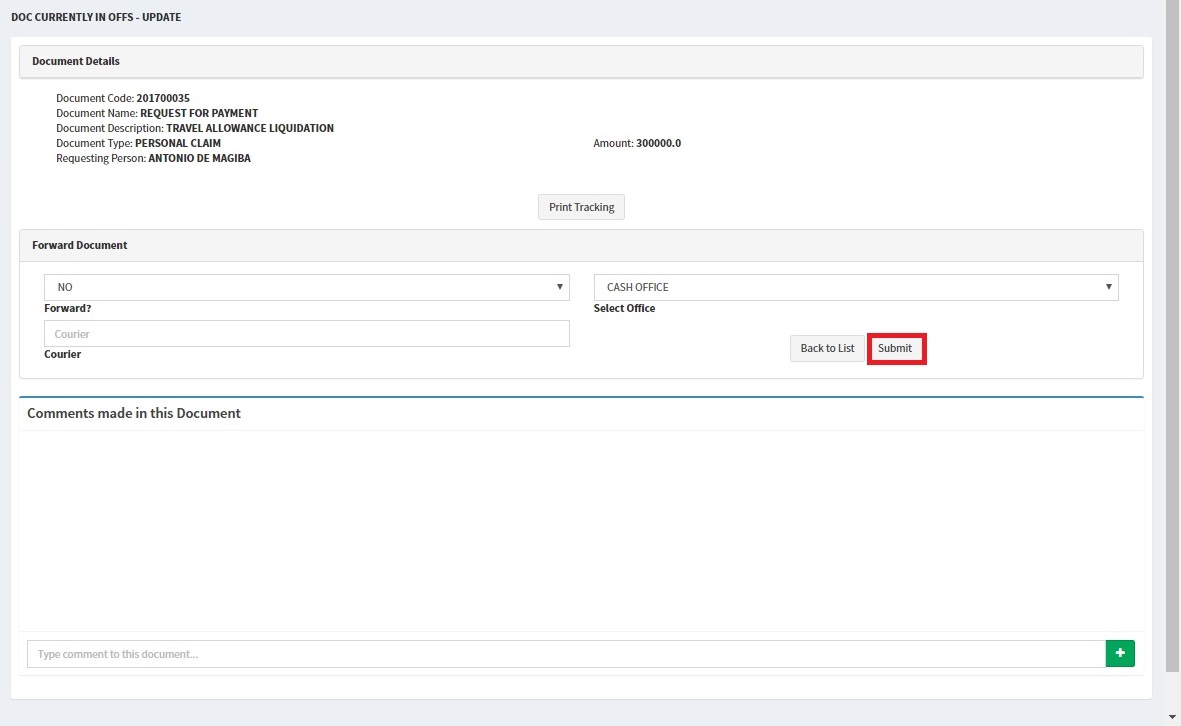 DOC CURRENTLY IN OFFS - UPDATE
Document Details
Document Code: 201700035
Document Name: REQUEST FOR PAYMENT
Document Description: TRAVEL ALLOWANCE LIQUIDATION
Document Type: PERSONAL CLAIM Amount: 300000.0
Requesting Person: ANTONIO DE MAGIBA
Print Tracking
Forward Document
NO CASH OFFICE
Forward? Select Office
Courier
Courier
Back to List Submit
Comments made in this Document
Type comment to this document...